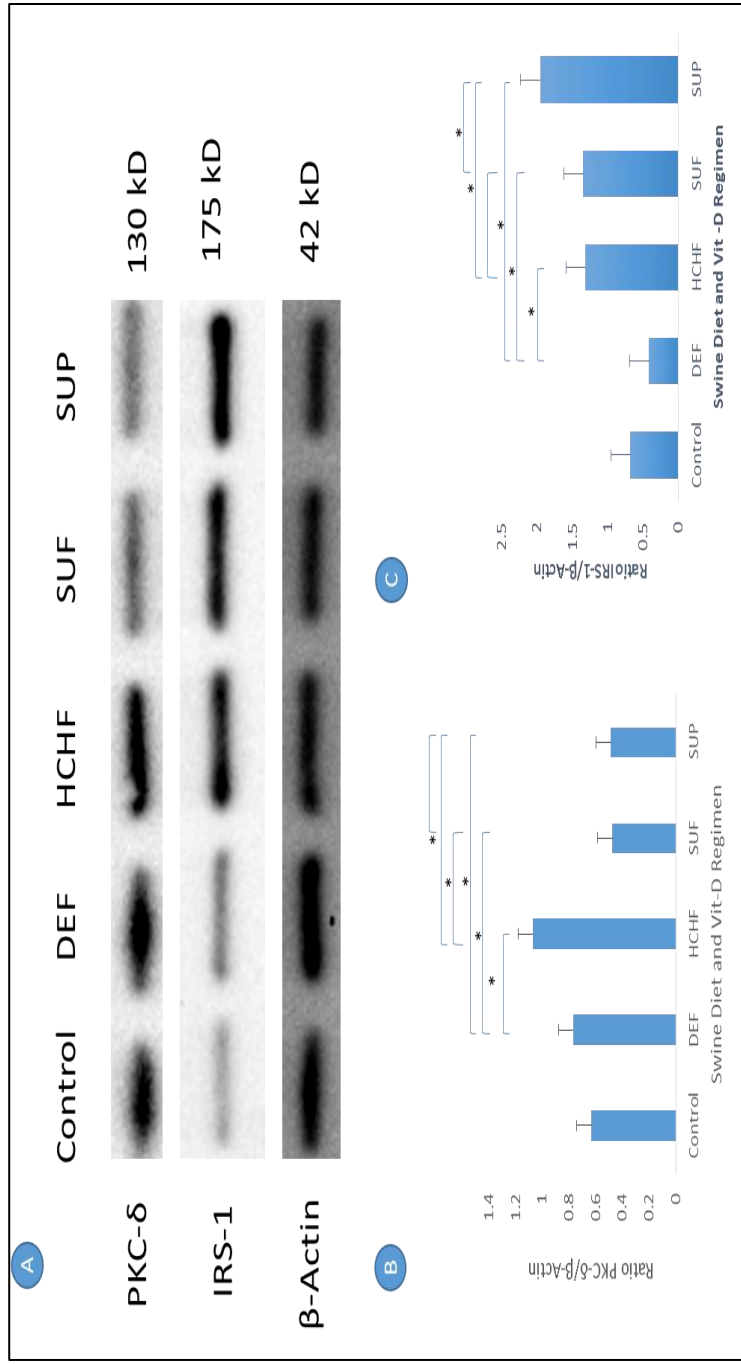 A
Control DEF HCHF SUF SUP
PKC-δ 130 kD
IRS-1 175 kD
β-Actin 42 kD
B
Ratio PKC-δ/β-Actin
1.4
1.2
1
0.8
0.6
0.4
0.2
0
* * * * * *
Control DEF HCHF SUF SUP
Swine Diet and Vit-D Regimen
C
RatioIRS-1/β-Actin
2.5
2
1.5
1
0.5
0
* * * * *
Control DEF HCHF SUF SUP
Swine Diet and Vit -D Regimen